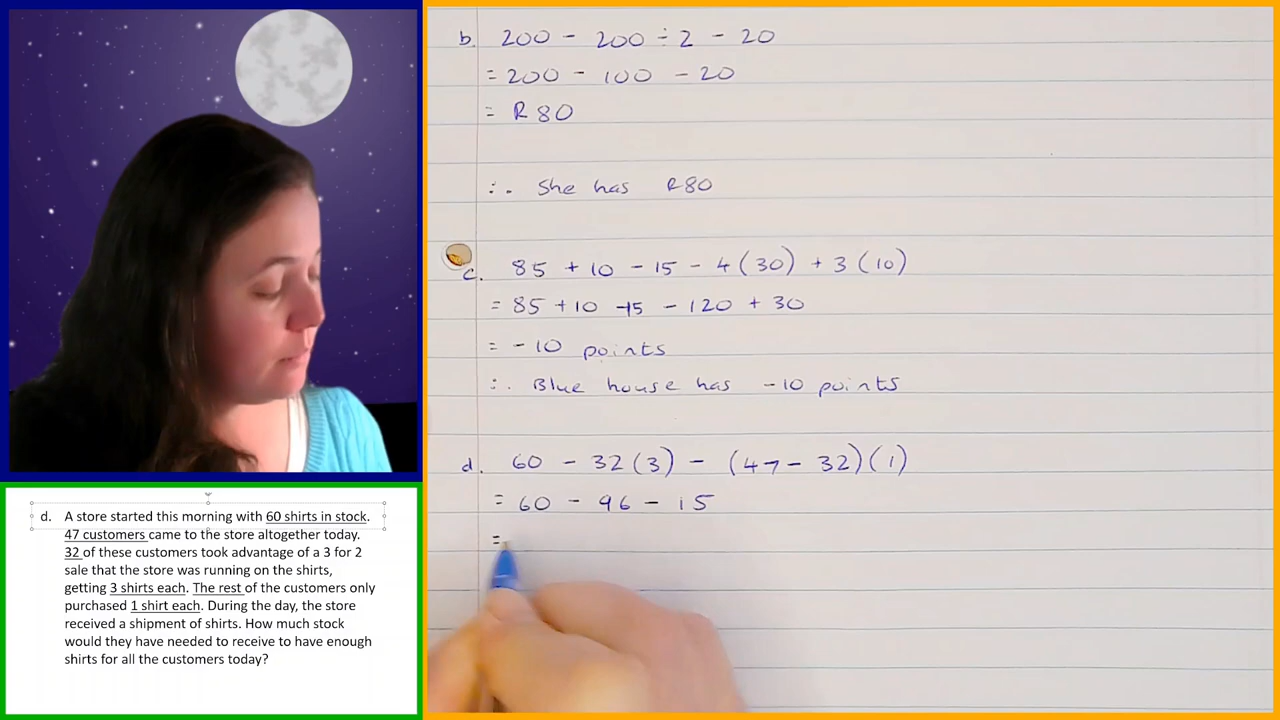 b. 200 - 200 ÷ 2 - 20
= 200 - 100 - 20
= R80
∴ She has R80
c. 85 + 10 - 15 - 4(30) + 3(10)
= 85 + 10 - 15 - 120 + 30
= -10 points
∴ Blue house has -10 points
d. 60 - 32(3) - (47 - 32)(1)
= 60 - 96 - 15
=
d. A store started this morning with 60 shirts in stock.
47 customers came to the store altogether today.
32 of these customers took advantage of a 3 for 2
sale that the store was running on the shirts,
getting 3 shirts each. The rest of the customers only
purchased 1 shirt each. During the day, the store
received a shipment of shirts. How much stock
would they have needed to receive to have enough
shirts for all the customers today?